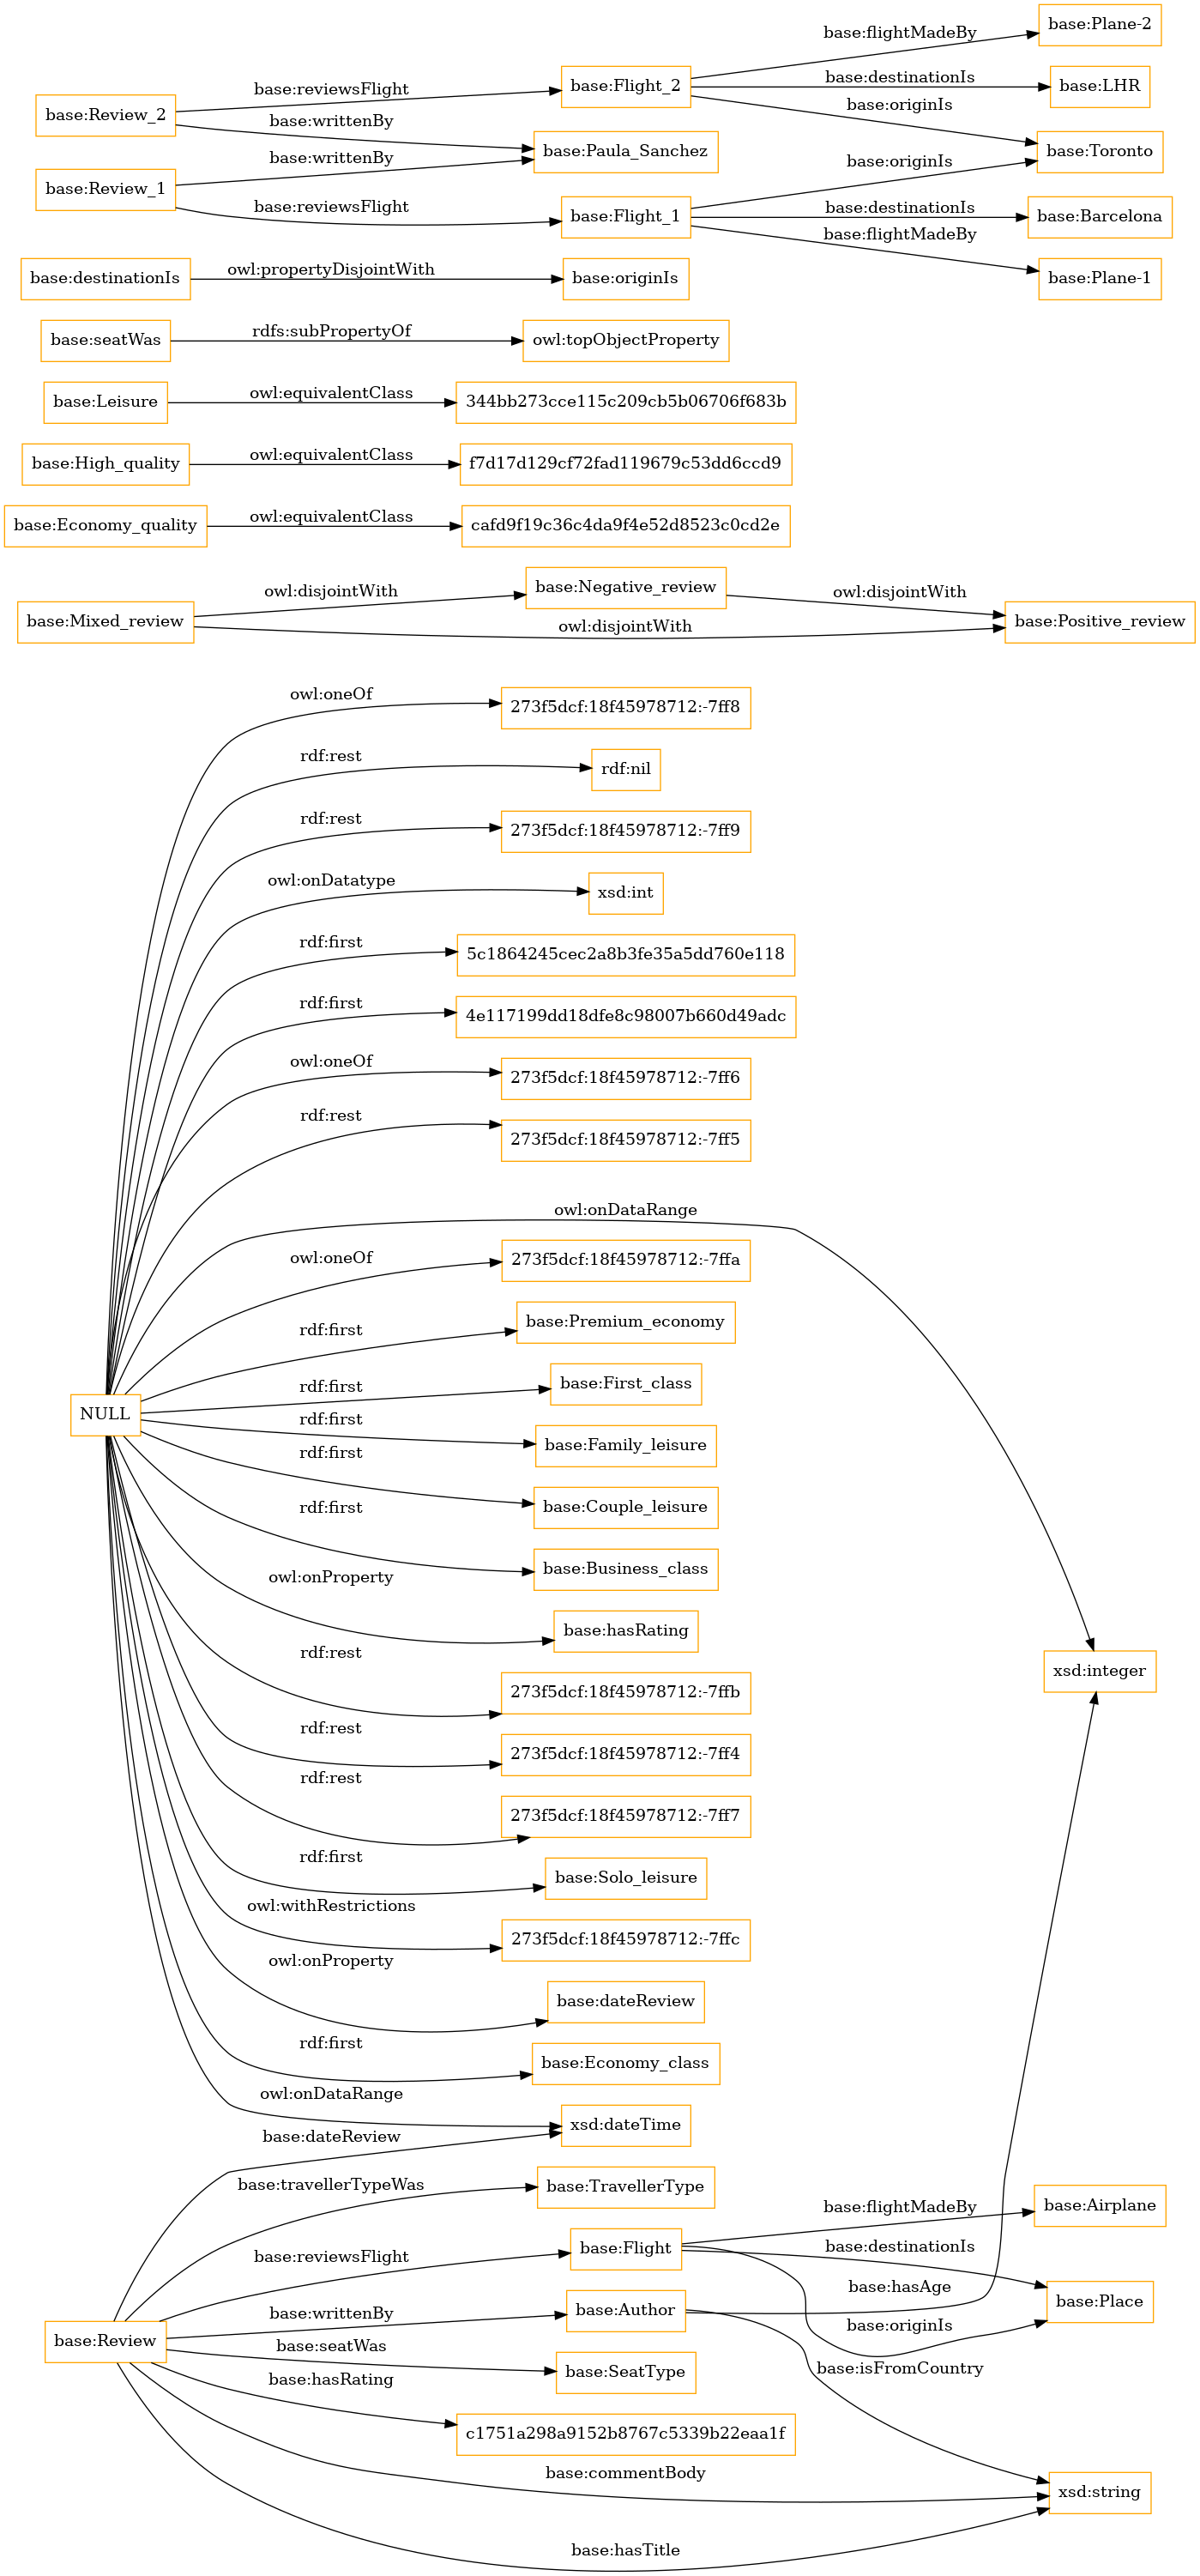 base:Plane-2
base:flightMadeBy
base:Flight_2
base:destinationIs
base:LHR
base:reviewsFlight
base:originIs
base:Review_2
base:writtenBy
base:Toronto
base:Paula_Sanchez
base:writtenBy
base:originIs
base:Review_1
base:reviewsFlight
base:Flight_1
base:destinationIs
base:Barcelona
base:flightMadeBy
base:Plane-1
base:destinationIs
owl:propertyDisjointWith
base:originIs
base:seatWas
rdfs:subPropertyOf
owl:topObjectProperty
base:Leisure
owl:equivalentClass
344bb273cce115c209cb5b06706f683b
base:High_quality
owl:equivalentClass
f7d17d129cf72fad119679c53dd6ccd9
base:Economy_quality
owl:equivalentClass
cafd9f19c36c4da9f4e52d8523c0cd2e
base:Mixed_review
owl:disjointWith
base:Negative_review
owl:disjointWith
owl:disjointWith
base:Positive_review
owl:oneOf
273f5dcf:18f45978712:-7ff8
rdf:rest
rdf:nil
rdf:rest
273f5dcf:18f45978712:-7ff9
owl:onDatatype
xsd:int
rdf:first
5c1864245cec2a8b3fe35a5dd760e118
rdf:first
4e117199dd18dfe8c98007b660d49adc
owl:oneOf
273f5dcf:18f45978712:-7ff6
rdf:rest
273f5dcf:18f45978712:-7ff5
owl:onDataRange
owl:oneOf
273f5dcf:18f45978712:-7ffa
rdf:first
base:Premium_economy
rdf:first
base:First_class
NULL
rdf:first
base:Family_leisure
rdf:first
base:Couple_leisure
rdf:first
base:Business_class
owl:onProperty
base:hasRating
rdf:rest
273f5dcf:18f45978712:-7ffb
xsd:integer
rdf:rest
273f5dcf:18f45978712:-7ff4
rdf:rest
273f5dcf:18f45978712:-7ff7
rdf:first
base:Solo_leisure
owl:withRestrictions
273f5dcf:18f45978712:-7ffc
owl:onProperty
base:dateReview
rdf:first
base:Economy_class
owl:onDataRange
xsd:dateTime
base:dateReview
base:travellerTypeWas
base:TravellerType
base:flightMadeBy
base:Airplane
base:reviewsFlight
base:Flight
base:destinationIs
base:hasAge
base:Place
base:writtenBy
base:Author
base:originIs
base:Review
base:seatWas
base:SeatType
base:isFromCountry
base:hasRating
c1751a298a9152b8767c5339b22eaa1f
base:commentBody
xsd:string
base:hasTitle